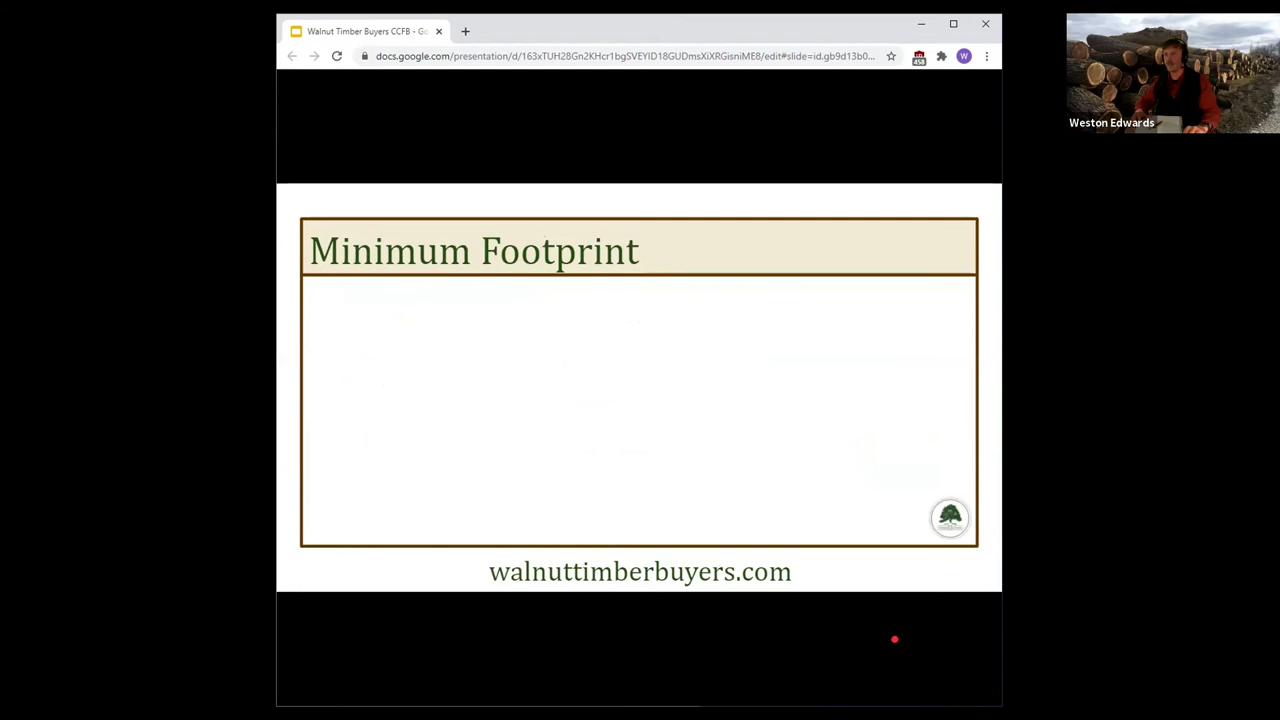 Walnut Timber Buyers CCFB - Go
docs.google.com/presentation/d/163xTUH28Gn2KHcr1bgSVEYID18GUDmsXiXRGisniME8/edit#slide=id.gb9d13b0...
458
W
Weston Edwards
Minimum Footprint
walnuttimberbuyers.com